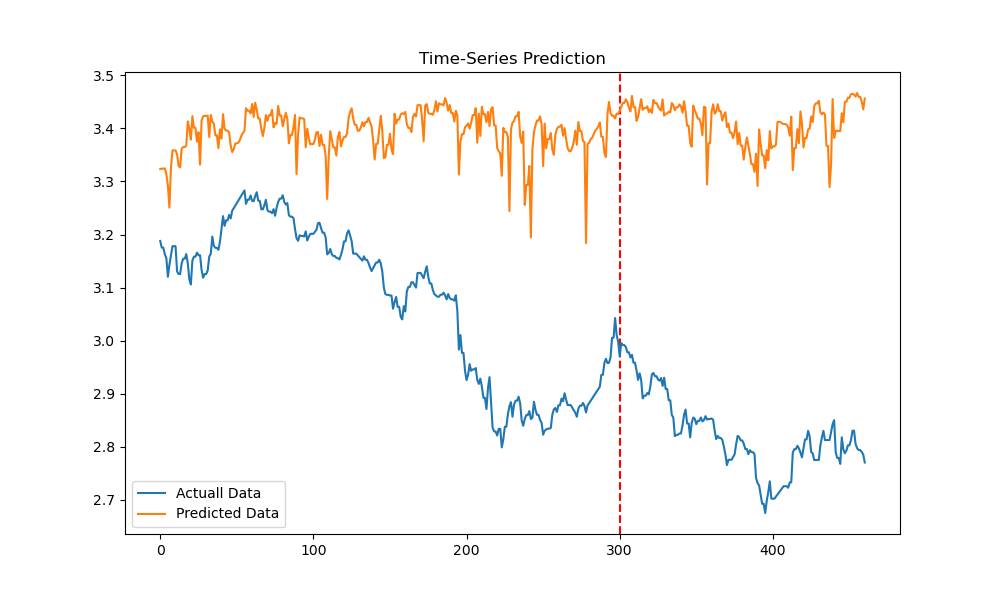 Time-Series Prediction
3.5
3.4
3.3
3.2
3.1
3.0
2.9
2.8
2.7
Actuall Data
Predicted Data
0 100 200 300 400